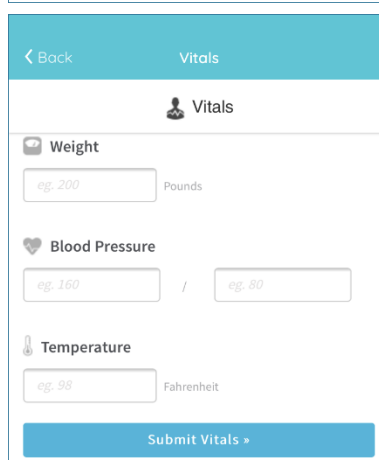 Back Vitals
Vitals
Weight
eg. 200 Pounds
Blood Pressure
eg. 160 / eg. 80
Temperature
eg. 98 Fahrenheit
Submit Vitals »